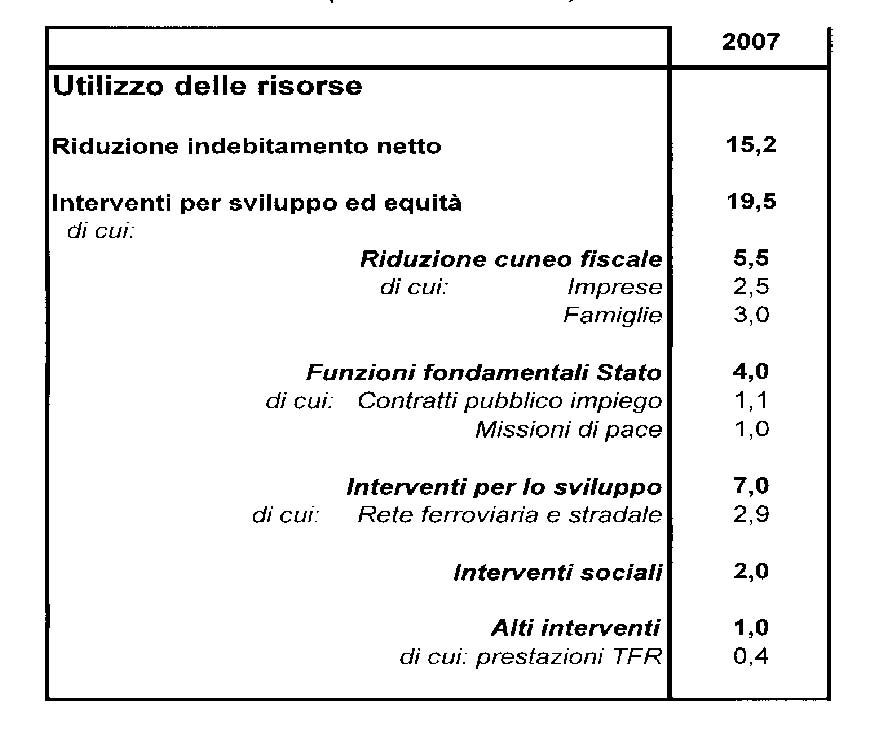 2007
Utilizzo delle risorse
Riduzione indebitamento netto 15,2
Interventi per sviluppo ed equità 19,5
di cui:
Riduzione cuneo fiscale 5,5
di cui: Imprese 2,5
Famiglie 3,0
Funzioni fondamentali Stato 4,0
di cui: Contratti pubblico impiego 1,1
Missioni di pace 1,0
Interventi per lo sviluppo 7,0
di cui: Rete ferroviaria e stradale 2,9
Interventi sociali 2,0
Alti interventi 1,0
di cui: prestazioni TFR 0,4